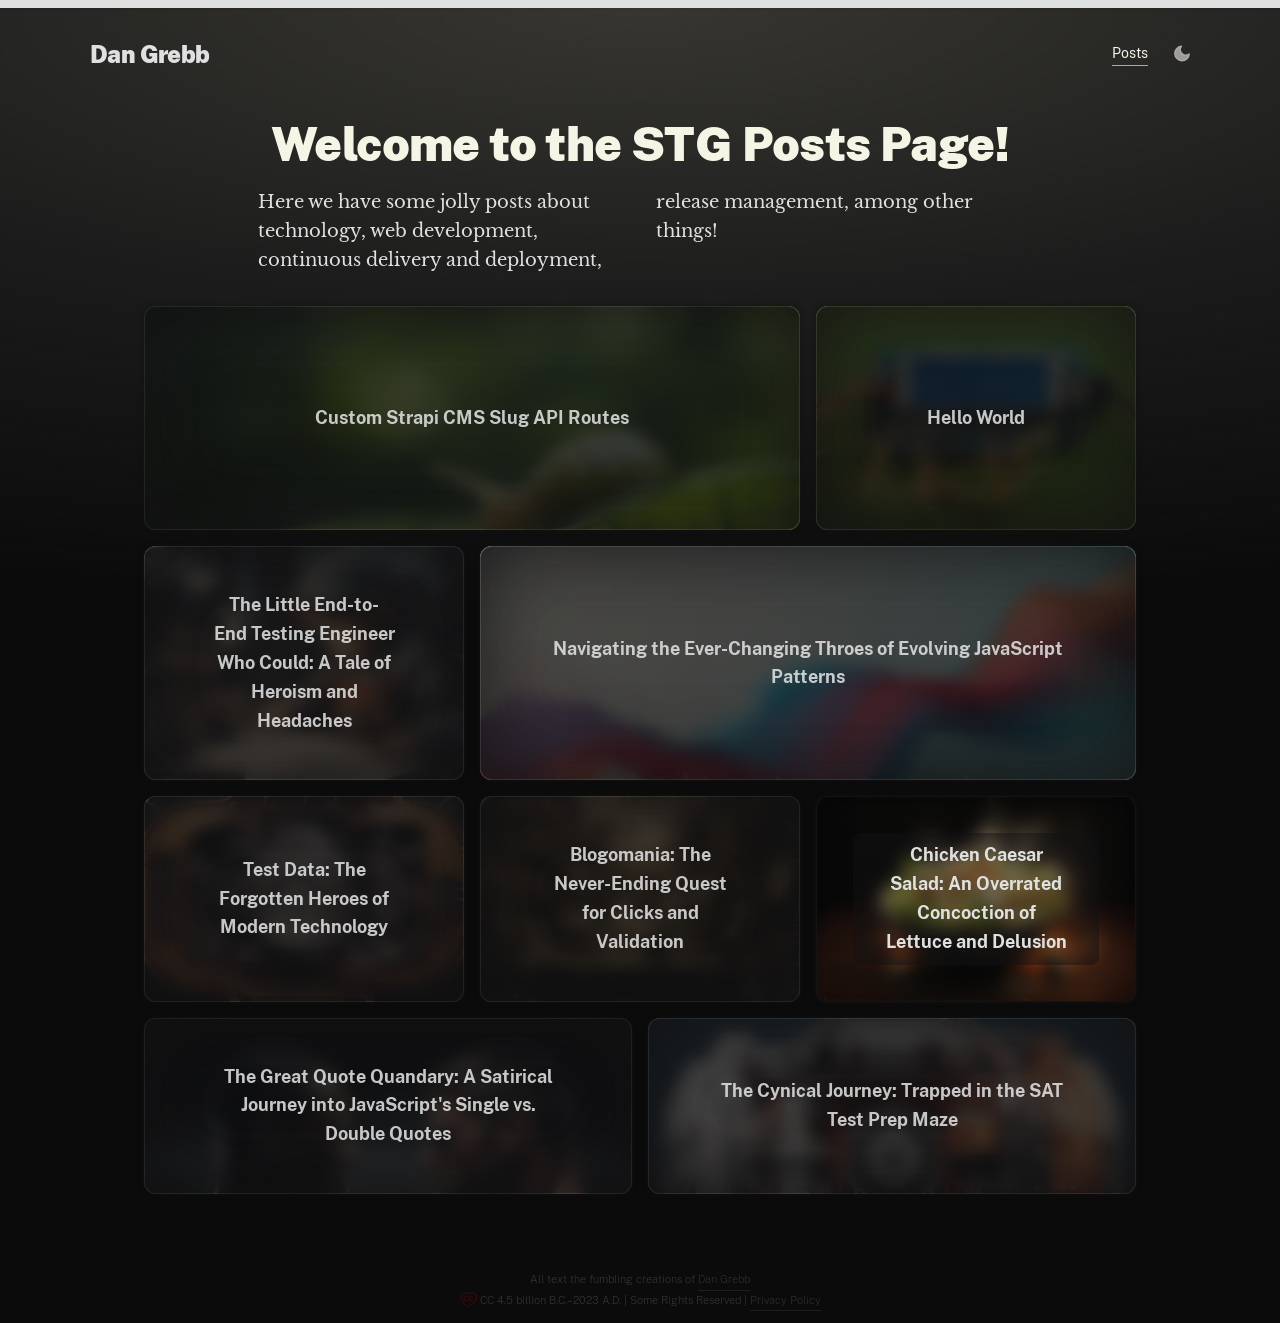 Dan Grebb
Posts
Welcome to the STG Posts Page!
Here we have some jolly posts about
technology, web development,
continuous delivery and deployment,
release management, among other
things!
Custom Strapi CMS Slug API Routes
Hello World
The Little End-to-
End Testing Engineer
Who Could: A Tale of
Heroism and
Headaches
Navigating the Ever-Changing Throes of Evolving JavaScript
Patterns
Test Data: The
Forgotten Heroes of
Modern Technology
Blogomania: The
Never-Ending Quest
for Clicks and
Validation
Chicken Caesar
Salad: An Overrated
Concoction of
Lettuce and Delusion
The Great Quote Quandary: A Satirical
Journey into JavaScript's Single vs.
Double Quotes
The Cynical Journey: Trapped in the SAT
Test Prep Maze
All text the fumbling creations of Dan Grebb
CC 4.5 billion B.C.–2023 A.D. | Some Rights Reserved | Privacy Policy